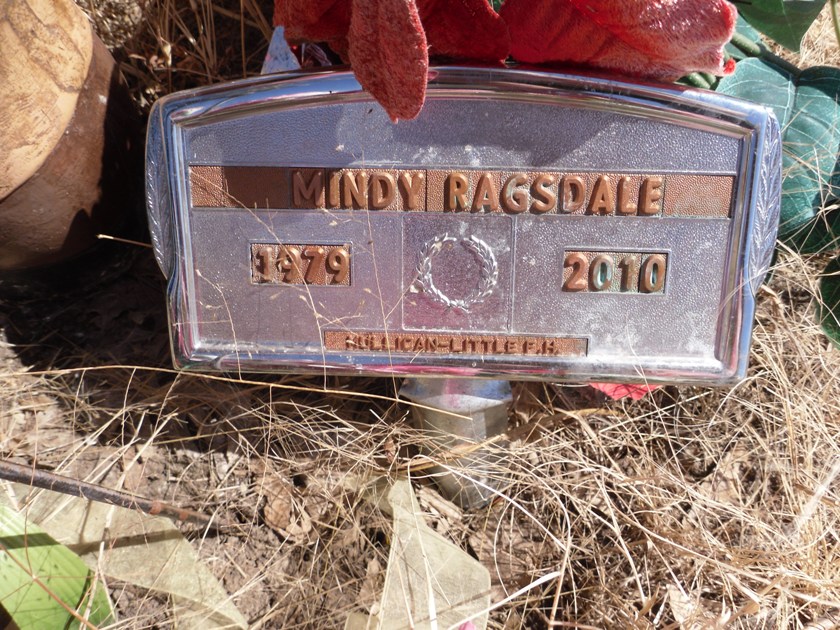 MINDY RAGSDALE
1979
2010
MULLICAN-LITTLE F.H.